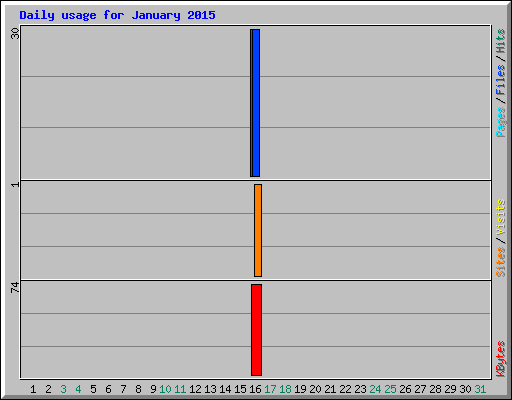 Daily usage for January 2015
30
1
74
Pages / Files / Hits
Sites / Visits
KBytes
1 2 3 4 5 6 7 8 9 10 11 12 13 14 15 16 17 18 19 20 21 22 23 24 25 26 27 28 29 30 31